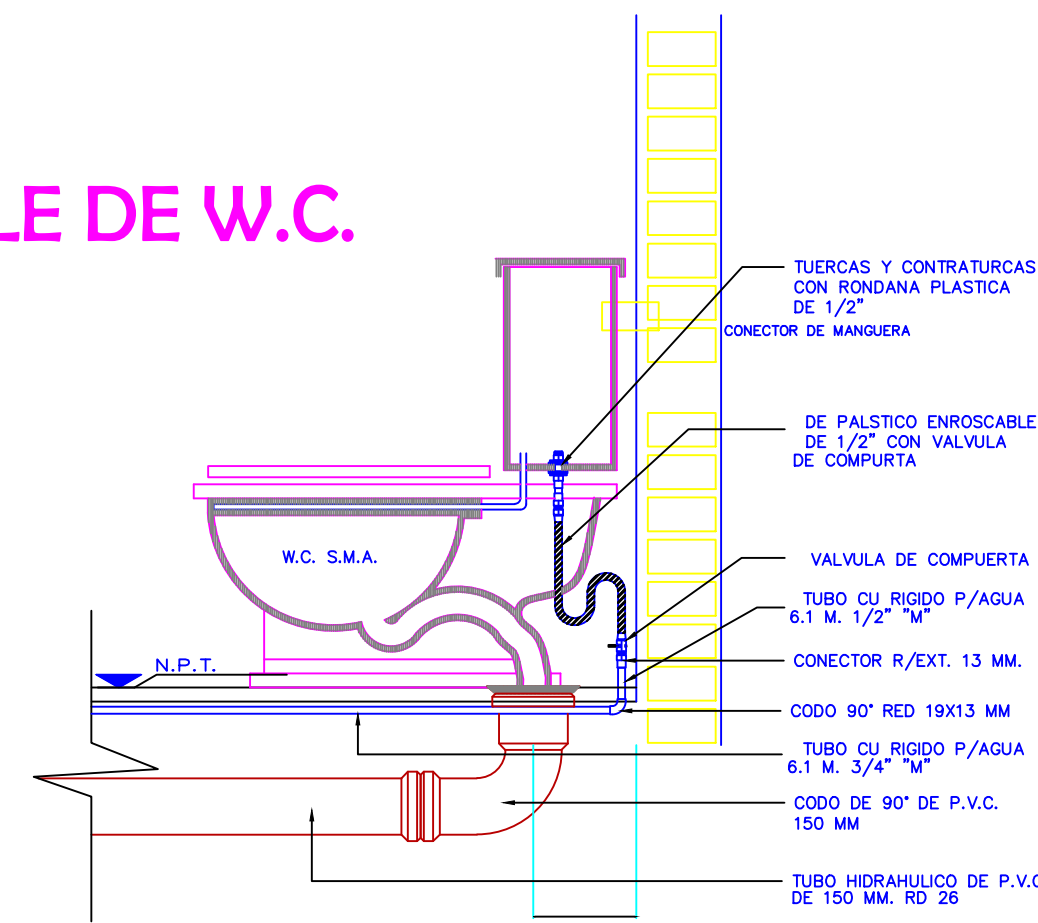 LE DE W.C.
TUERCAS Y CONTRATURCAS
CON RONDANA PLASTICA
DE 1/2"
CONECTOR DE MANGUERA
DE PALSTICO ENROSCABLE
DE 1/2" CON VALVULA
DE COMPURTA
W.C. S.M.A.
VALVULA DE COMPUERTA
TUBO CU RIGIDO P/AGUA
6.1 M. 1/2" "M"
N.P.T.
CONECTOR R/EXT. 13 MM.
CODO 90° RED 19X13 MM
TUBO CU RIGIDO P/AGUA
6.1 M. 3/4" "M"
CODO DE 90° DE P.V.C.
150 MM
TUBO HIDRAHULICO DE P.V.C
DE 150 MM. RD 26